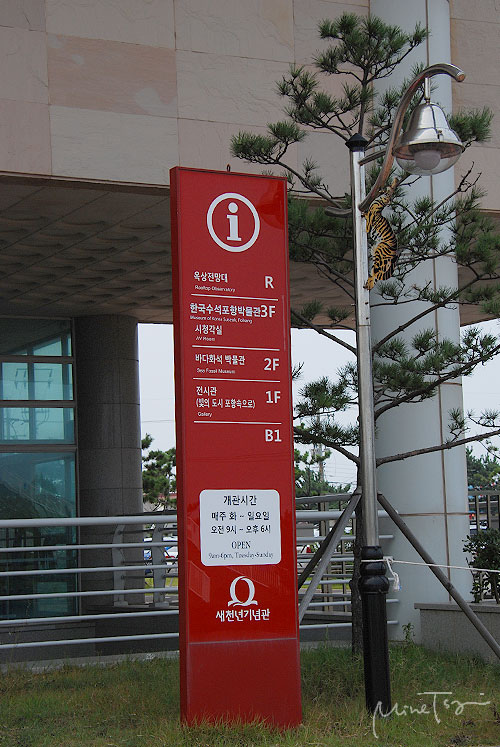 i
옥상전망대 R
Rooftop Observatory
한국수석포항박물관 3F
Museum of Korea Suseok, Pohang
시청각실
AV Room
바다화석 박물관 2F
Sea Fossil Museum
전시관 1F
(빛의 도시 포항속으로)
Gallery
B1
개관시간
매주 화 - 일요일
오전 9시 - 오후 6시
OPEN
9am-6pm, Tuesday-Sunday
새천년기념관